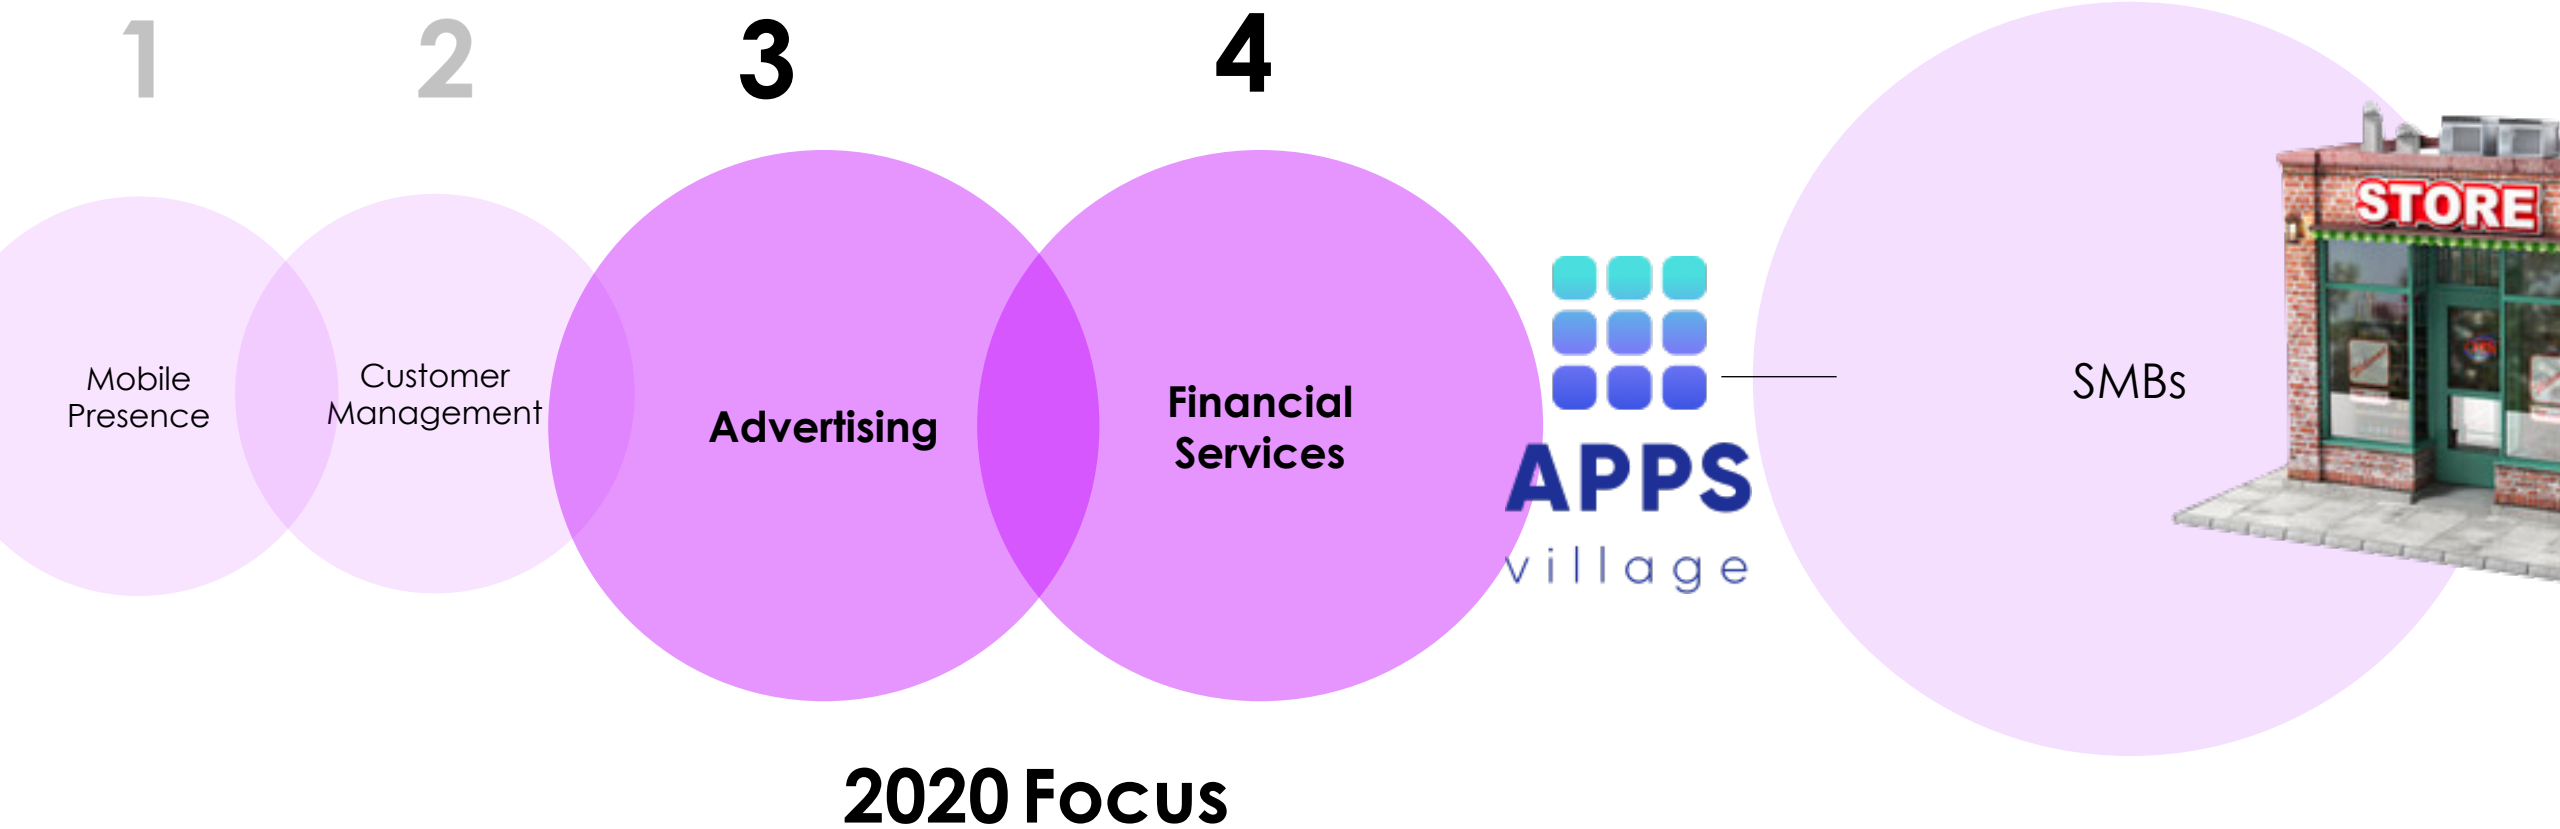 1
2
3
4
Mobile
Presence
Customer
Management
Advertising
Financial
Services
APPS
village
SMBs
STORE
2020 Focus